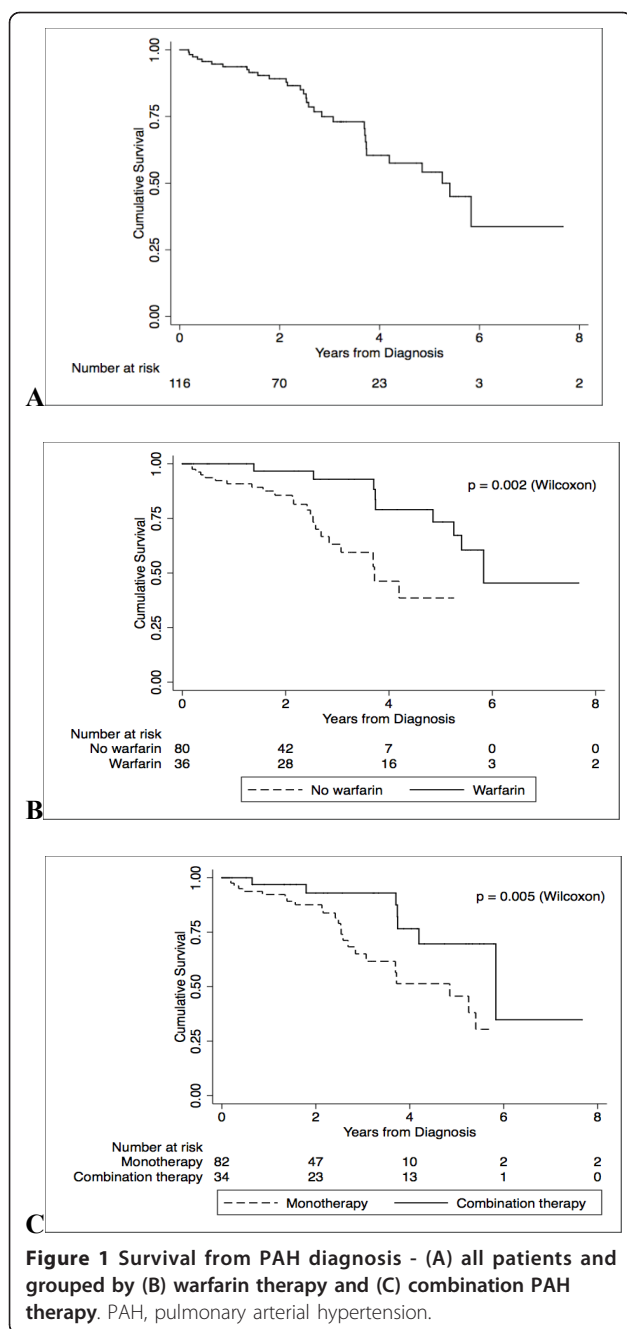 Cumulative Survival
1.00
0.75
0.50
0.25
0.00
0 2 4 6 8
Years from Diagnosis
Number at risk
116 70 23 3 2
A
Cumulative Survival
1.00
0.75
0.50
0.25
0.00
p = 0.002 (Wilcoxon)
0 2 4 6 8
Years from Diagnosis
Number at risk
No warfarin 80 42 7 0 0
Warfarin 36 28 16 3 2
No warfarin Warfarin
B
Cumulative Survival
1.00
0.75
0.50
0.25
0.00
p = 0.005 (Wilcoxon)
0 2 4 6 8
Years from Diagnosis
Number at risk
Monotherapy 82 47 10 2 2
Combination therapy 34 23 13 1 0
Monotherapy Combination therapy
C
Figure 1 Survival from PAH diagnosis - (A) all patients and
grouped by (B) warfarin therapy and (C) combination PAH
therapy. PAH, pulmonary arterial hypertension.